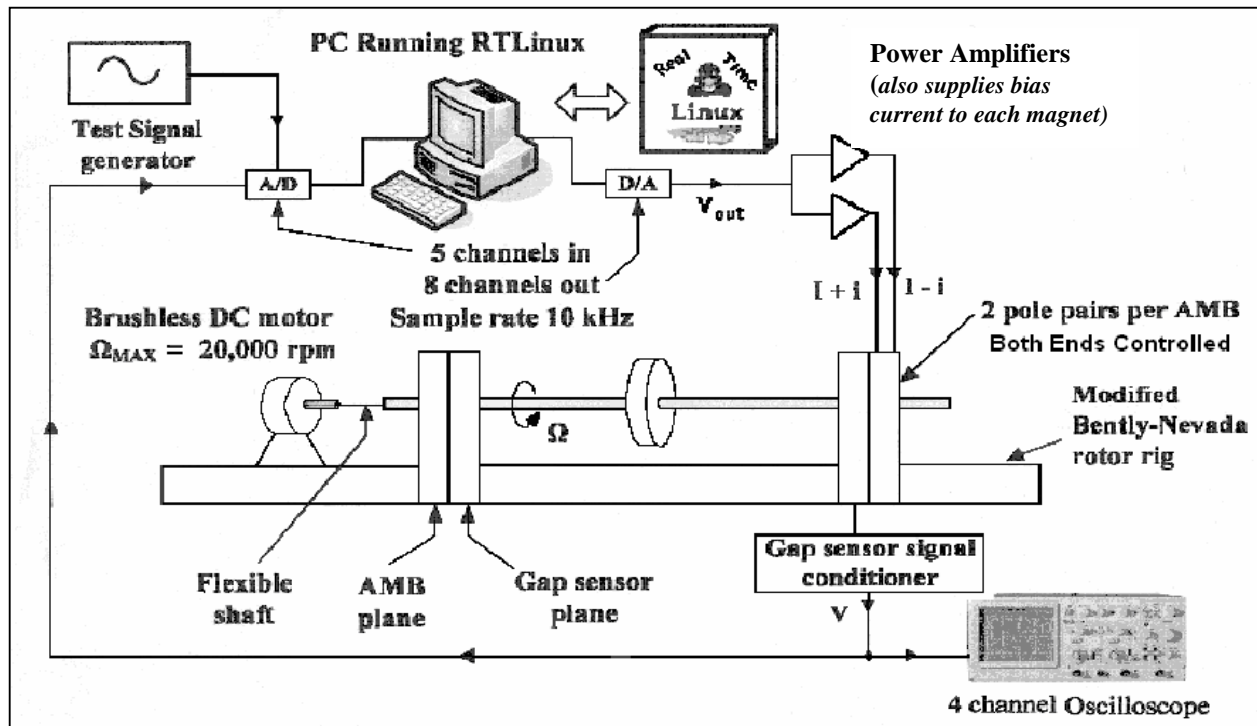 PC Running RTLinux
Real Time
Linux
Power Amplifiers
(also supplies bias
current to each magnet)
Test Signal
generator
A/D
D/A
Vout
5 channels in
8 channels out
Sample rate 10 kHz
I + i
I - i
Brushless DC motor
ΩMAX = 20,000 rpm
2 pole pairs per AMB
Both Ends Controlled
Ω
Modified
Bently-Nevada
rotor rig
Flexible
shaft
AMB
plane
Gap sensor
plane
Gap sensor signal
conditioner
V
4 channel Oscilloscope